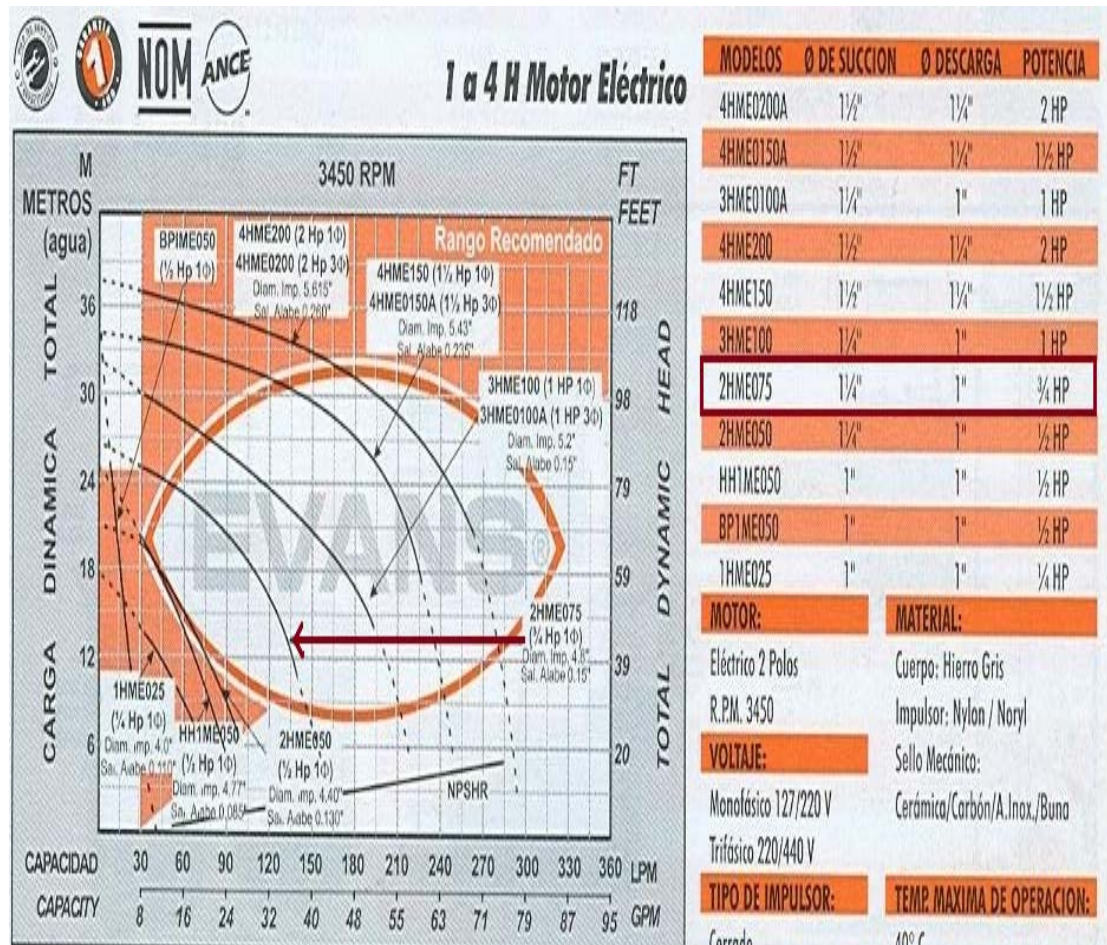 GARANTIA
1
AÑO
NOM
ANCE
1 a 4 H Motor Eléctrico
M
METROS
(agua)
3450 RPM
FT
FEET
Rango Recomendado
BPIME050
(½ Hp 1Φ)
4HME200 (2 Hp 1Φ)
4HME0200 (2 Hp 3Φ)
Diam. Imp. 5.615"
Sal. Alabe 0.260"
4HME150 (1½ Hp 1Φ)
4HME0150A (1½ Hp 3Φ)
Diam. Imp. 5.43"
Sal. Alabe 0.235"
3HME100 (1 HP 1Φ)
3HME0100A (1 HP 3Φ)
Diam. Imp. 5.2"
Sal. Alabe 0.15"
EVANS®
2HME075
(¾ Hp 1Φ)
Diam. Imp. 4.8"
Sal. Alabe 0.15"
1HME025
(¼ Hp 1Φ)
Diam. Imp. 4.0"
Sal. Alabe 0.110"
HH1ME050
(½ Hp 1Φ)
Diam. Imp. 4.77"
Sal. Alabe 0.085"
2HME050
(½ Hp 1Φ)
Diam. Imp. 4.40"
Sal. Alabe 0.130"
NPSHR
CARGA DINAMICA TOTAL
36
30
24
18
12
6
118
98
79
59
39
20
TOTAL DYNAMIC HEAD
CAPACIDAD 30 60 90 120 150 180 210 240 270 300 330 360 LPM
CAPACITY 8 16 24 32 40 48 55 63 71 79 87 95 GPM
MODELOS Ø DE SUCCION Ø DESCARGA POTENCIA
4HME0200A 1½" 1¼" 2 HP
4HME0150A 1½" 1¼" 1½ HP
3HME0100A 1¼" 1" 1 HP
4HME200 1½" 1¼" 2 HP
4HME150 1½" 1¼" 1½ HP
3HME100 1¼" 1" 1 HP
2HME075 1¼" 1" ¾ HP
2HME050 1¼" 1" ½ HP
HH1ME050 1" 1" ½ HP
BP1ME050 1" 1" ½ HP
1HME025 1" 1" ¼ HP
MOTOR:
Eléctrico 2 Polos
R.P.M. 3450
VOLTAJE:
Monofásico 127/220 V
Trifásico 220/440 V
TIPO DE IMPULSOR:
Cerrado
MATERIAL:
Cuerpo: Hierro Gris
Impulsor: Nylon / Noryl
Sello Mecánico:
Cerámica/Carbón/A.Inox./Buna
TEMP. MAXIMA DE OPERACION:
40° C